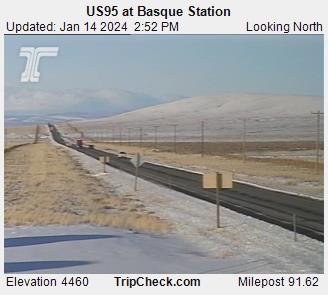 US95 at Basque Station
Updated: Jan 14 2024  2:52 PM Looking North
Elevation 4460 TripCheck.com Milepost 91.62